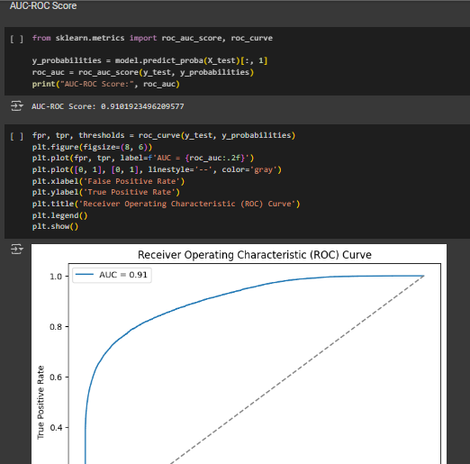 AUC-ROC Score
[ ] from sklearn.metrics import roc_auc_score, roc_curve
y_probabilities = model.predict_proba(X_test)[:, 1]
roc_auc = roc_auc_score(y_test, y_probabilities)
print("AUC-ROC Score:", roc_auc)
AUC-ROC Score: 0.9101923496209577
[ ] fpr, tpr, thresholds = roc_curve(y_test, y_probabilities)
plt.figure(figsize=(8, 6))
plt.plot(fpr, tpr, label=f'AUC = {roc_auc:.2f}')
plt.plot([0, 1], [0, 1], linestyle='--', color='gray')
plt.xlabel('False Positive Rate')
plt.ylabel('True Positive Rate')
plt.title('Receiver Operating Characteristic (ROC) Curve')
plt.legend()
plt.show()
Receiver Operating Characteristic (ROC) Curve
AUC = 0.91
1.0
0.8
0.6
0.4
True Positive Rate